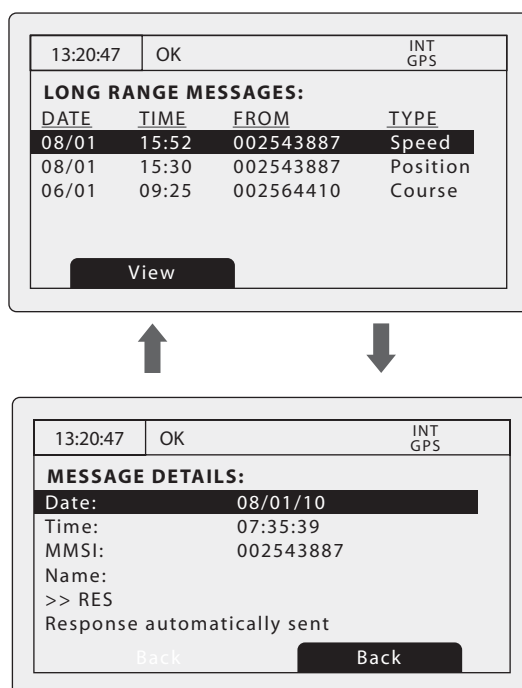 13:20:47 OK INT
GPS
LONG RANGE MESSAGES:
DATE TIME FROM TYPE
08/01 15:52 002543887 Speed
08/01 15:30 002543887 Position
06/01 09:25 002564410 Course
View
13:20:47 OK INT
GPS
MESSAGE DETAILS:
Date: 08/01/10
Time: 07:35:39
MMSI: 002543887
Name:
>> RES
Response automatically sent
Back Back